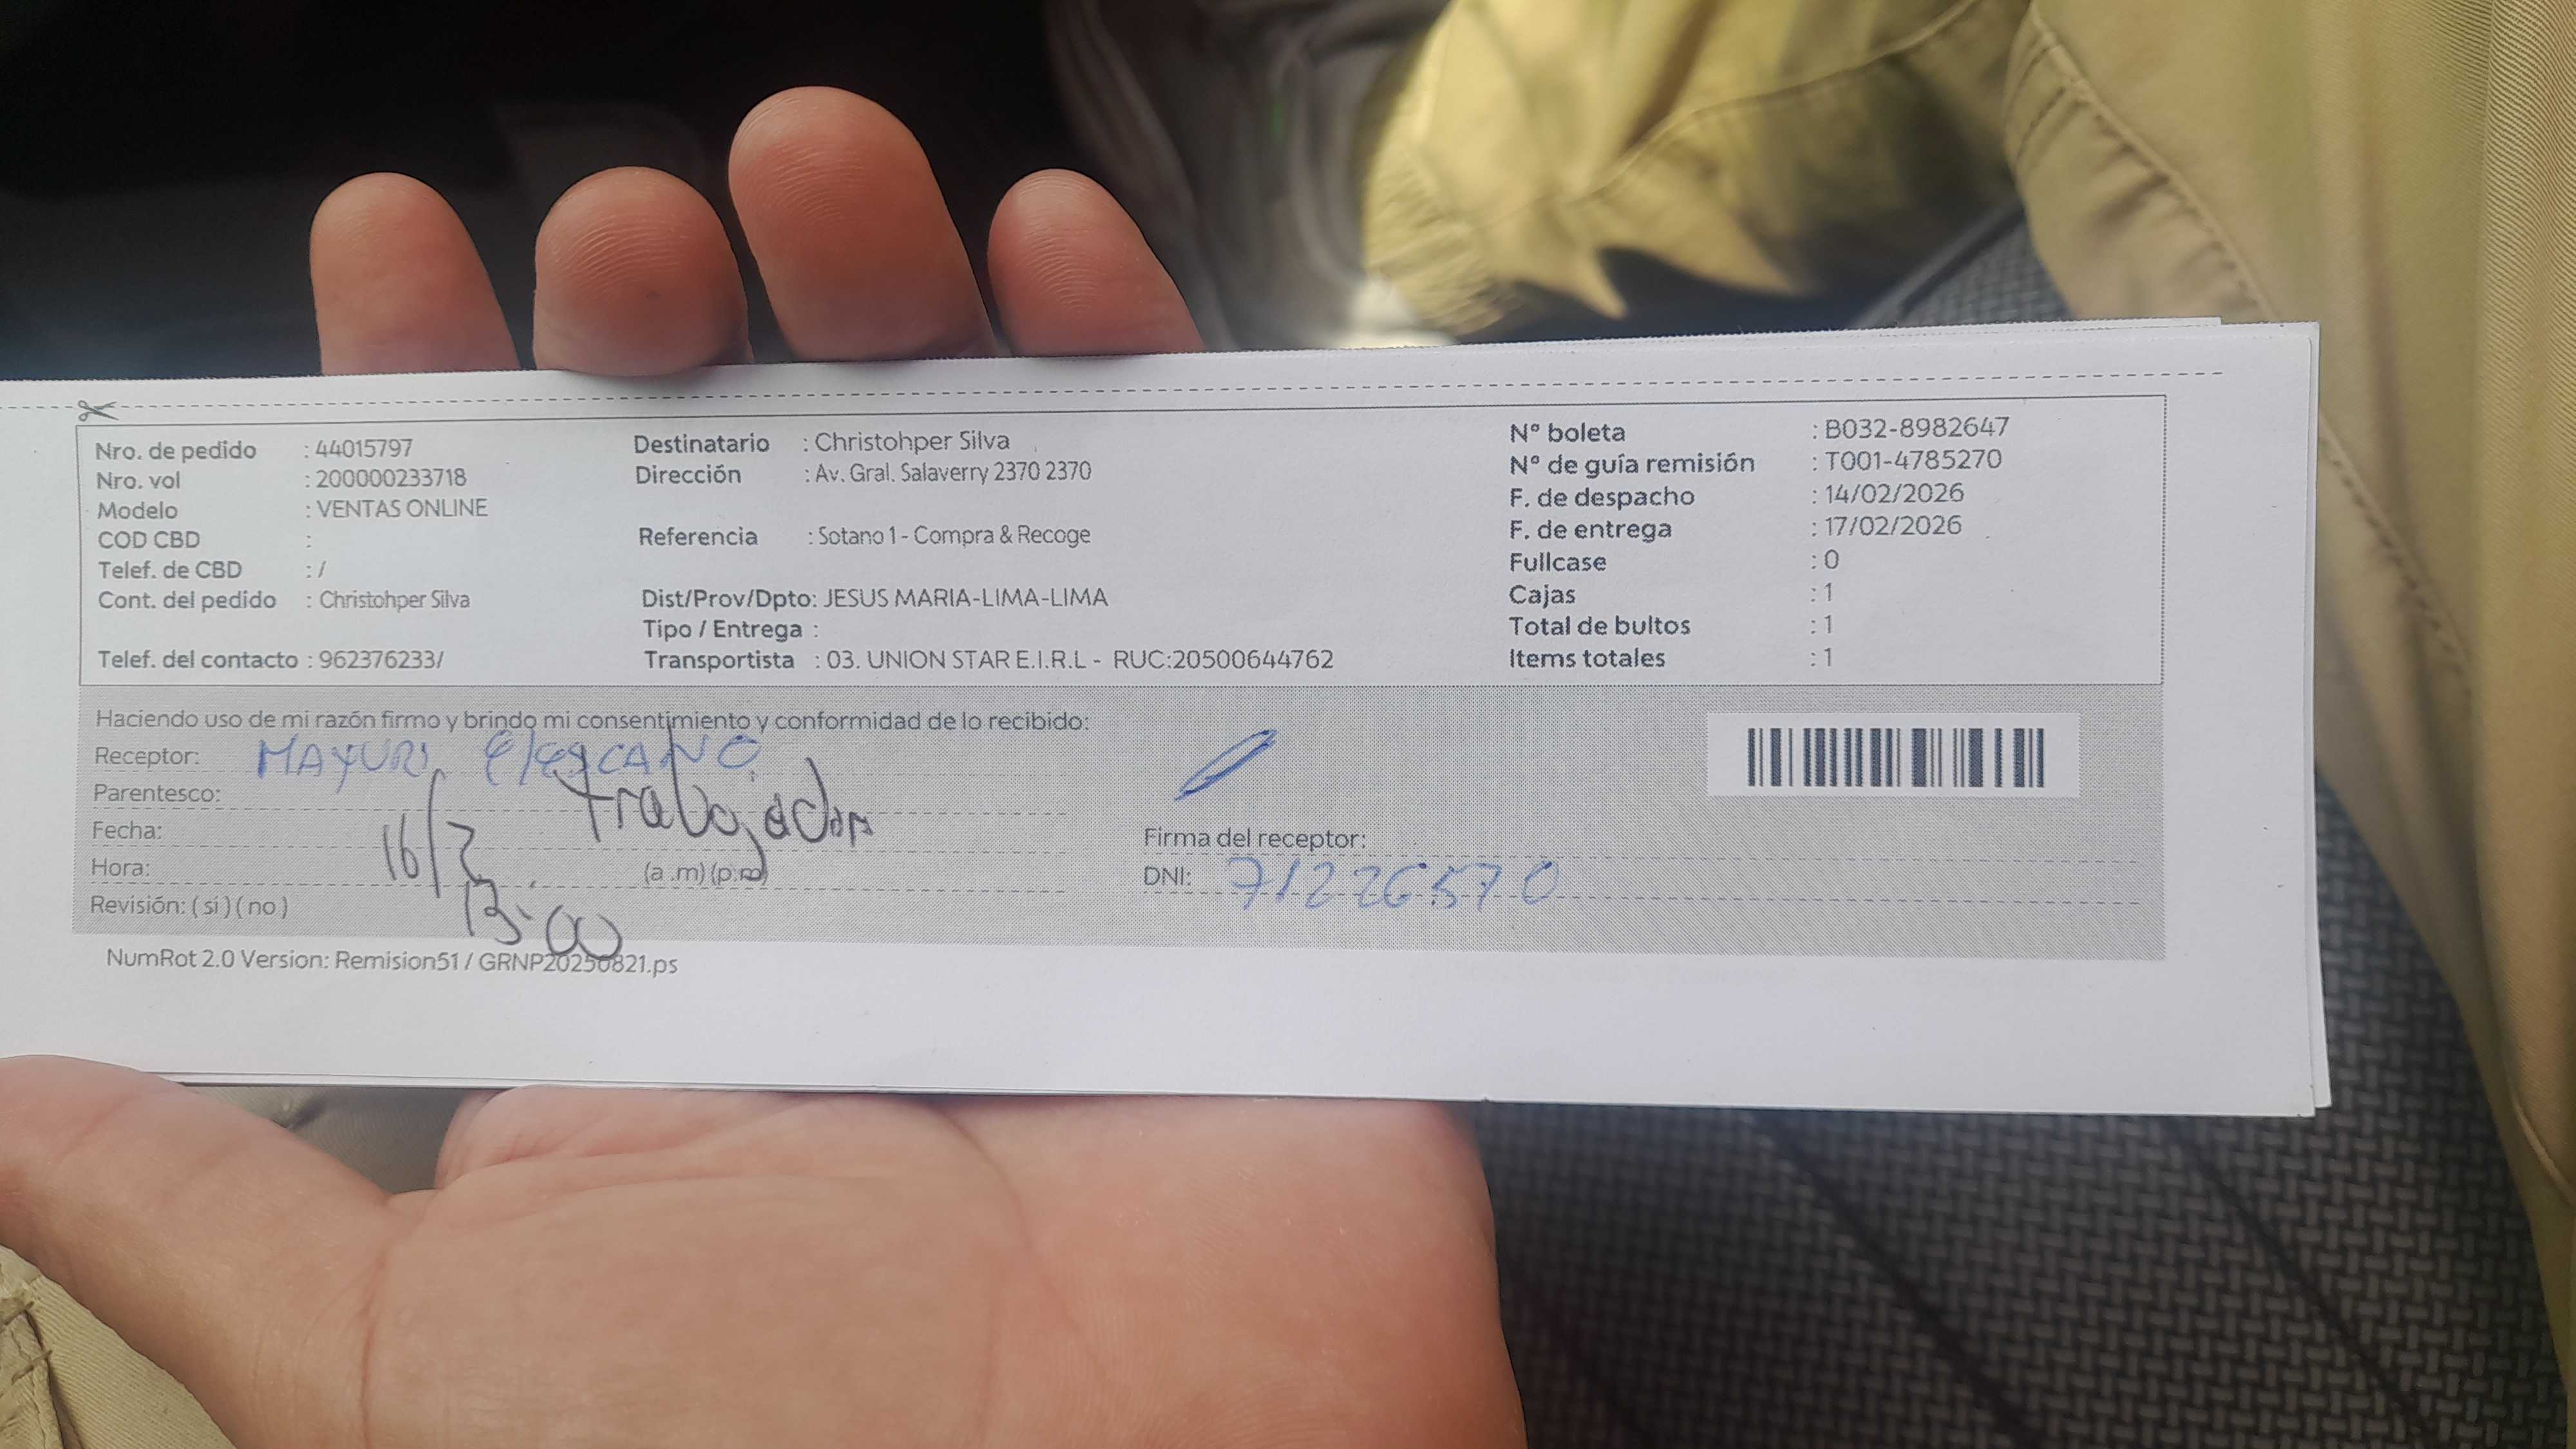 Nro. de pedido : 44015797
Nro. vol : 200000233718
Modelo : VENTAS ONLINE
COD CBD :
Telef. de CBD : /
Cont. del pedido : Christohper Silva
Telef. del contacto : 962376233/
Destinatario : Christohper Silva
Dirección : Av. Gral. Salaverry 2370 2370
Referencia : Sotano 1 - Compra & Recoge
Dist/Prov/Dpto: JESUS MARIA-LIMA-LIMA
Tipo / Entrega :
Transportista : 03. UNION STAR E.I.R.L - RUC:20500644762
N° boleta : B032-8982647
N° de guía remisión : T001-4785270
F. de despacho : 14/02/2026
F. de entrega : 17/02/2026
Fullcase : 0
Cajas : 1
Total de bultos : 1
Items totales : 1
Haciendo uso de mi razón firmo y brindo mi consentimiento y conformidad de lo recibido:
Receptor: MAYURI
Parentesco: trabajador
Fecha: 16/2
Hora: 13:00 (a .m) (p.m)
Revisión: ( si ) ( no )
Firma del receptor:
DNI: 71226570
NumRot 2.0 Version: Remision51 / GRNP20250821.ps